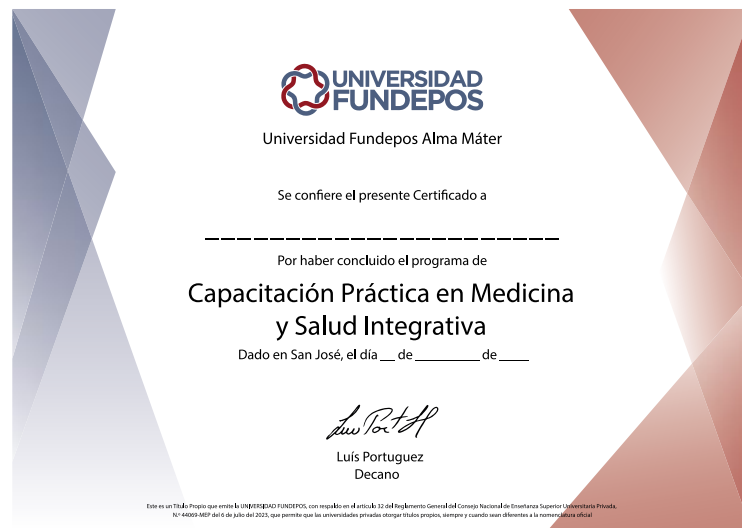 UNIVERSIDAD
FUNDEPOS
Universidad Fundepos Alma Máter
Se confiere el presente Certificado a
_______________________
Por haber concluido el programa de
Capacitación Práctica en Medicina
y Salud Integrativa
Dado en San José, el día __ de _________ de ____
Luís Portuguez
Decano
Este es un Título Propio que emite la UNIVERSIDAD FUNDEPOS, con respaldo en el artículo 32 del Reglamento General del Consejo Nacional de Enseñanza Superior Universitaria Privada,
N.º 44069-MEP del 6 de julio del 2023, que permite que las universidades privadas otorgar títulos propios, siempre y cuando sean diferentes a la nomenclatura oficial